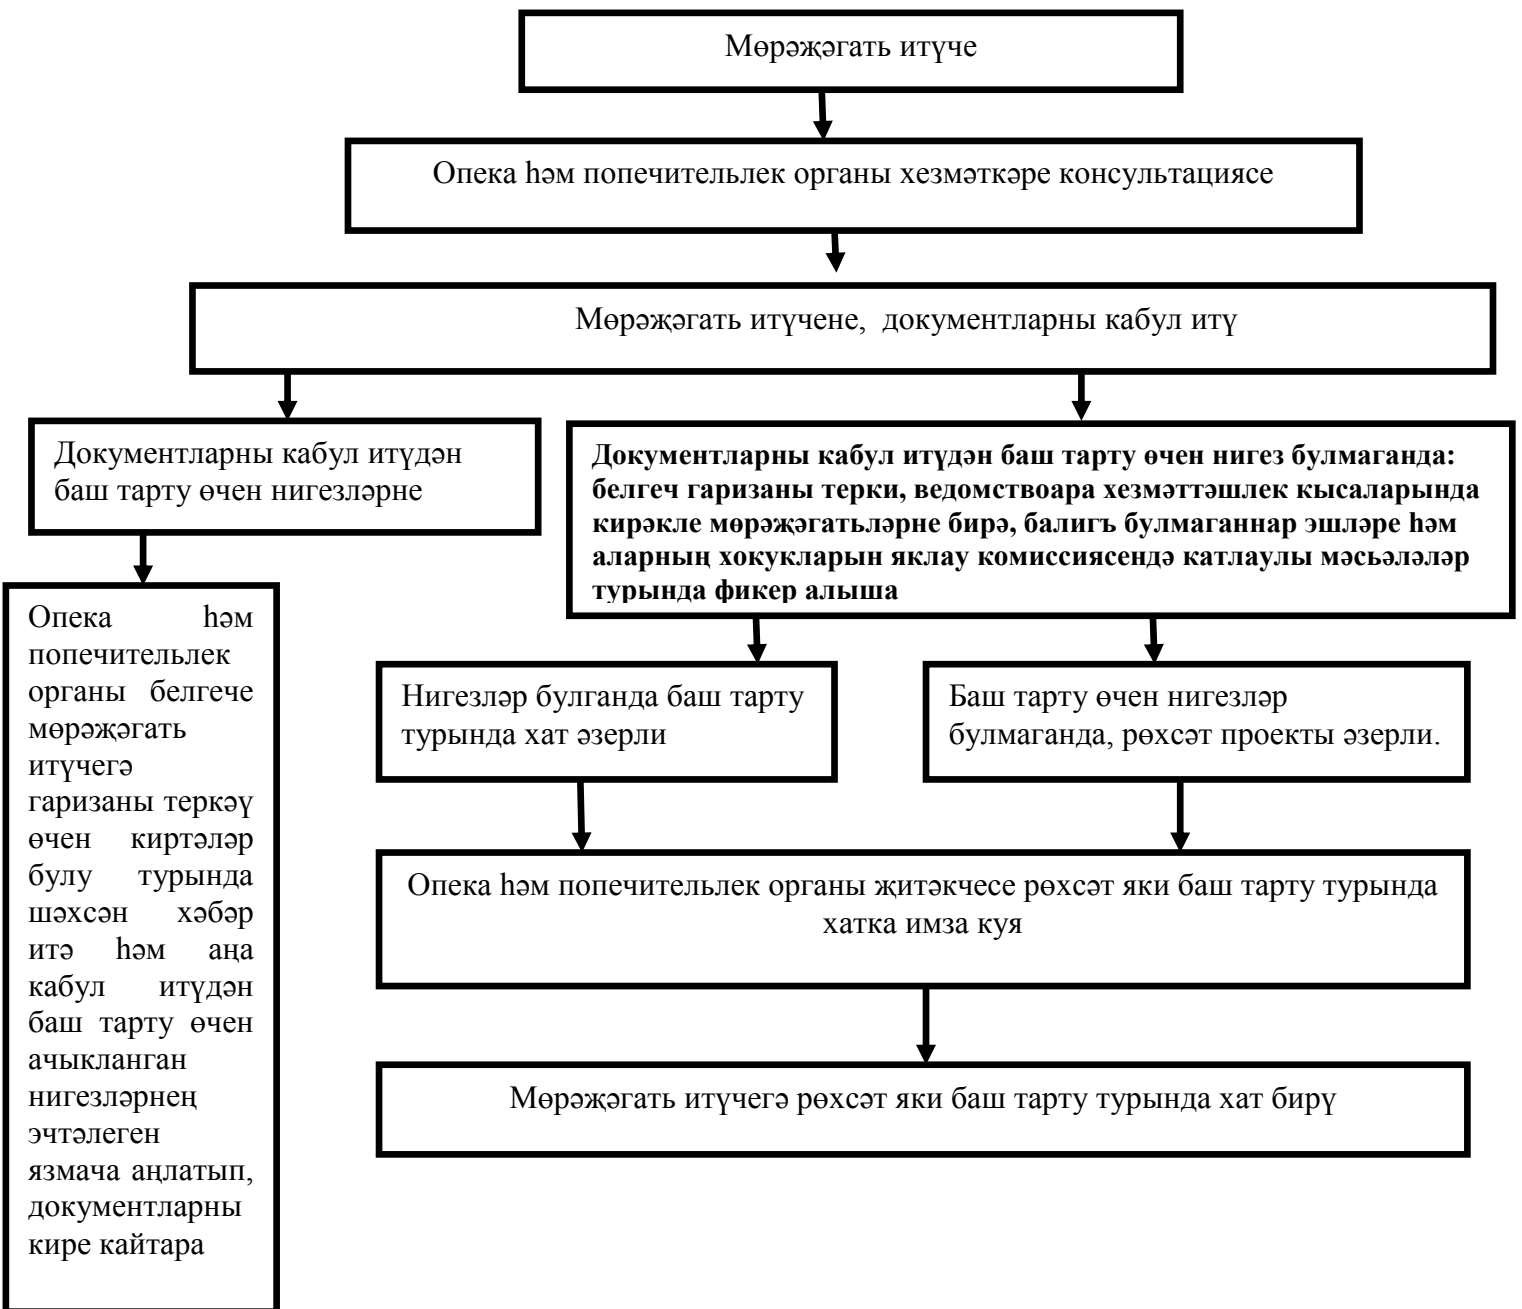 Мөрәҗәгать итүче
Опека һәм попечительлек органы хезмәткәре консультациясе
Мөрәҗәгать итүчене, документларны кабул итү
Документларны кабул итүдән
баш тарту өчен нигезләрне
Документларны кабул итүдән баш тарту өчен нигез булмаганда:
белгеч гаризаны терки, ведомствоара хезмәттәшлек кысаларында
кирәкле мөрәҗәгатьләрне бирә, балигъ булмаганнар эшләре һәм
аларның хокукларын яклау комиссиясендә катлаулы мәсьәләләр
турында фикер алыша
Опека һәм
попечительлек
органы белгече
мөрәҗәгать
итүчегә
гаризаны теркәү
өчен киртәләр
булу турында
шәхсән хәбәр
итә һәм аңа
кабул итүдән
баш тарту өчен
ачыкланган
нигезләрнең
эчтәлеген
язмача аңлатып,
документларны
кире кайтара
Нигезләр булганда баш тарту
турында хат әзерли
Баш тарту өчен нигезләр
булмаганда, рөхсәт проекты әзерли.
Опека һәм попечительлек органы җитәкчесе рөхсәт яки баш тарту турында
хатка имза куя
Мөрәҗәгать итүчегә рөхсәт яки баш тарту турында хат бирү